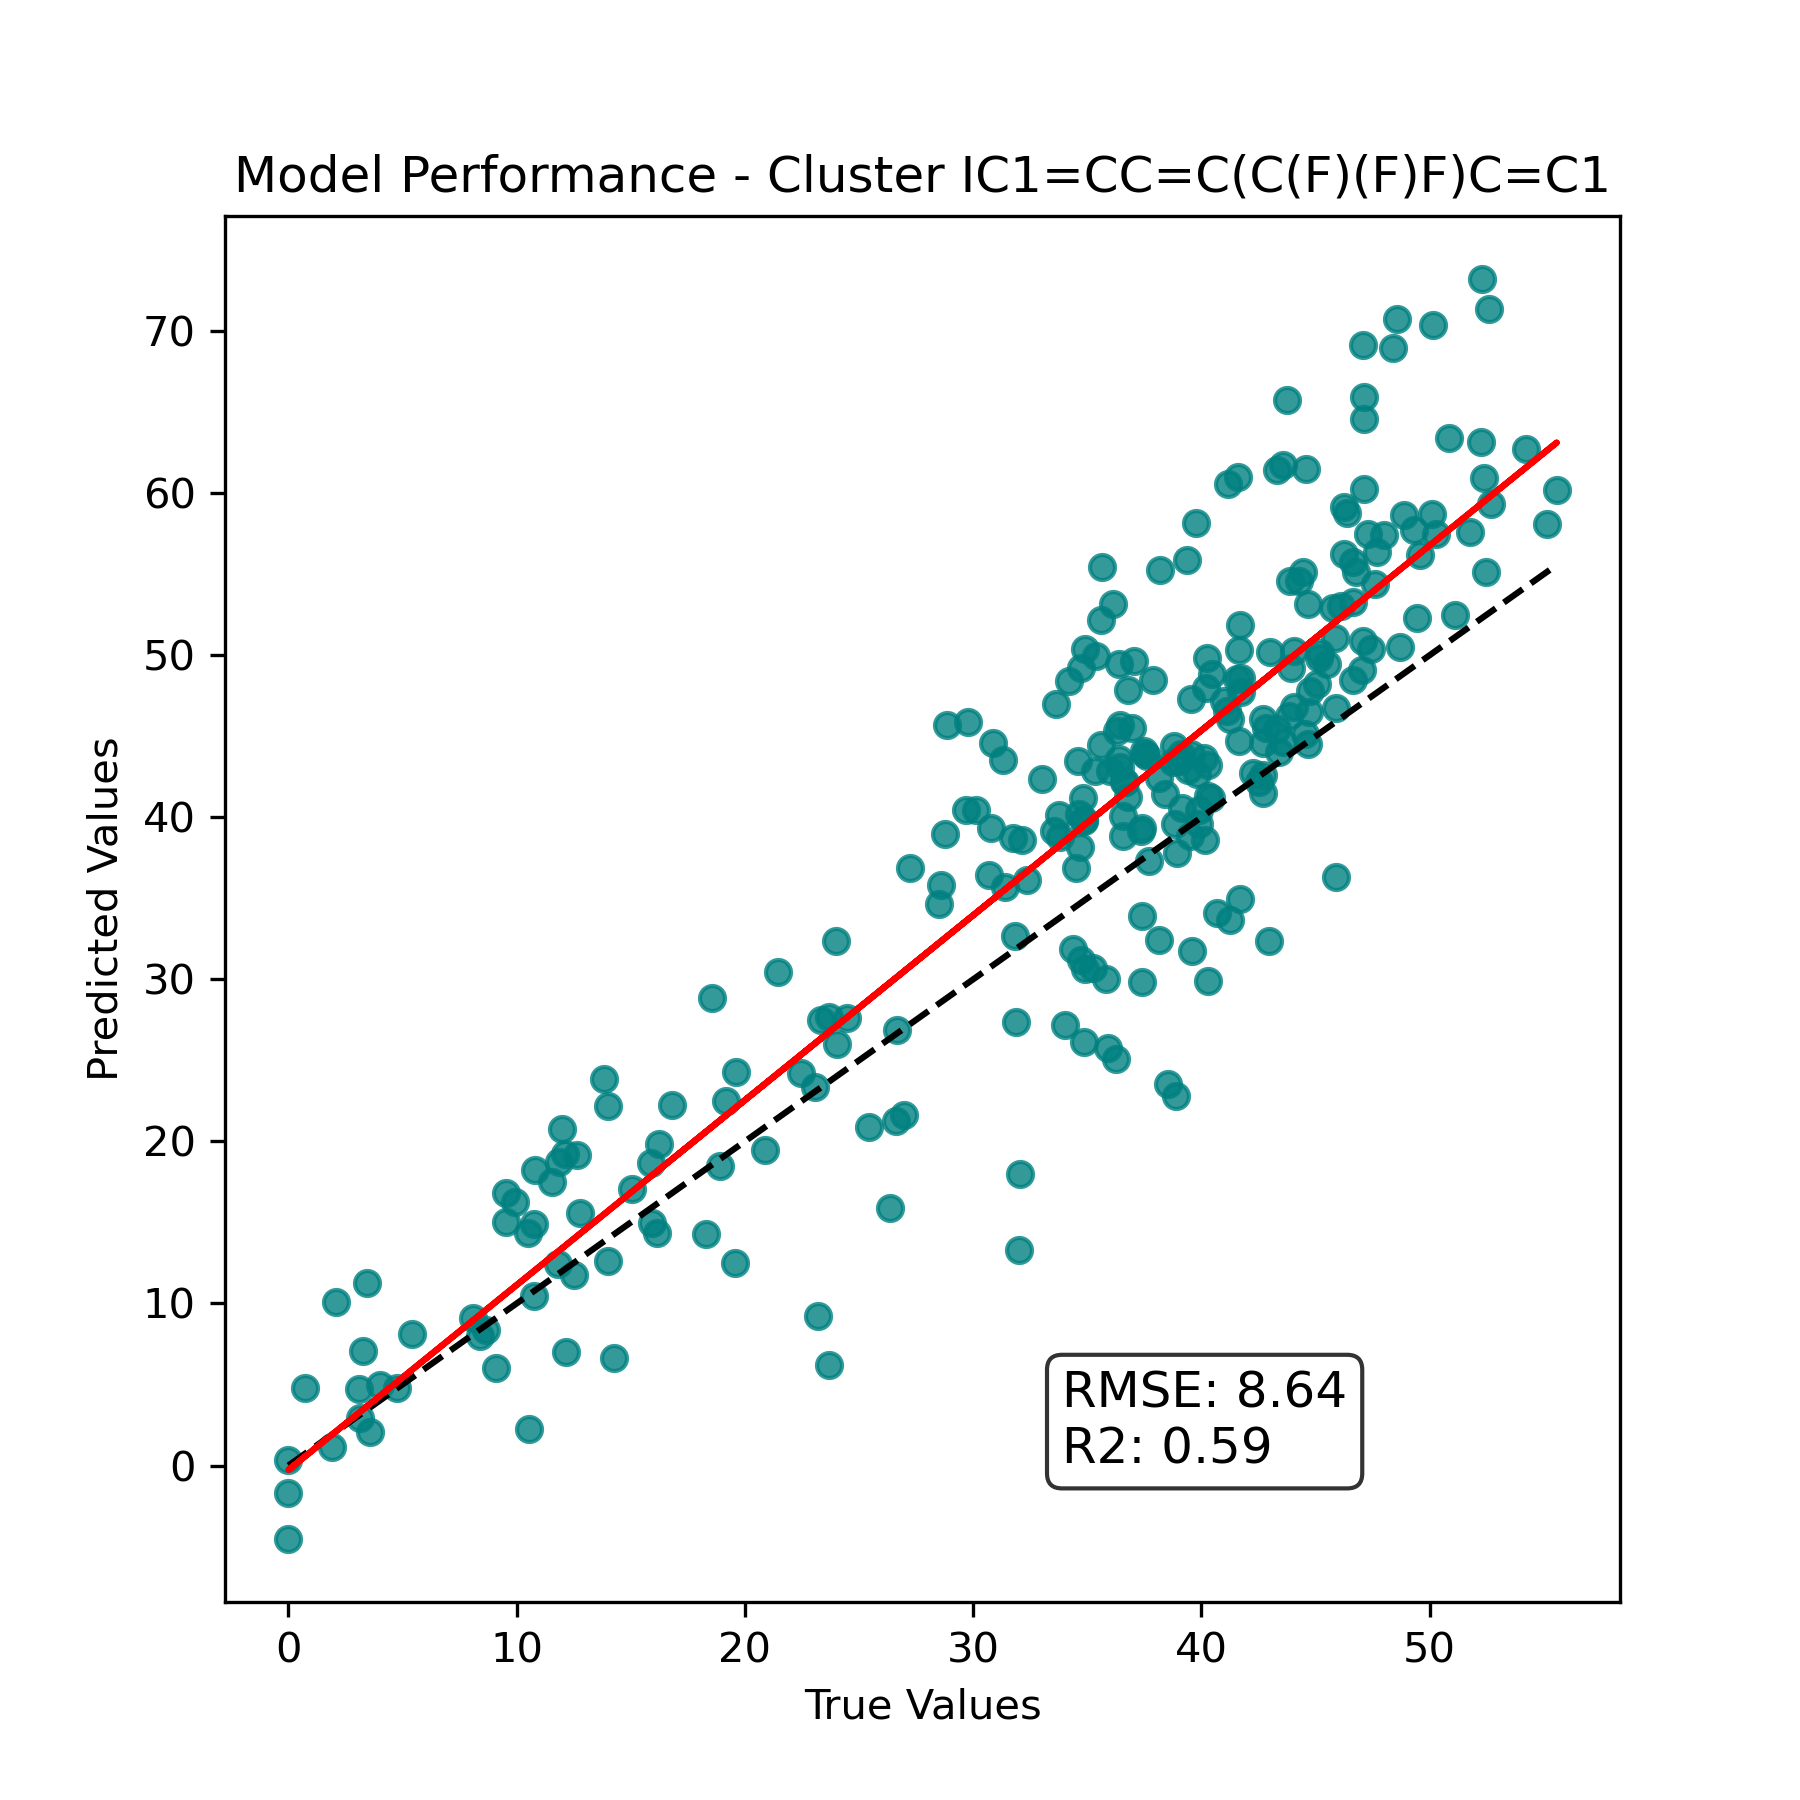 Model Performance - Cluster IC1=CC=C(C(F)(F)F)C=C1
70
60
50
40
30
20
10
0
Predicted Values
RMSE: 8.64
R2: 0.59
0 10 20 30 40 50
True Values